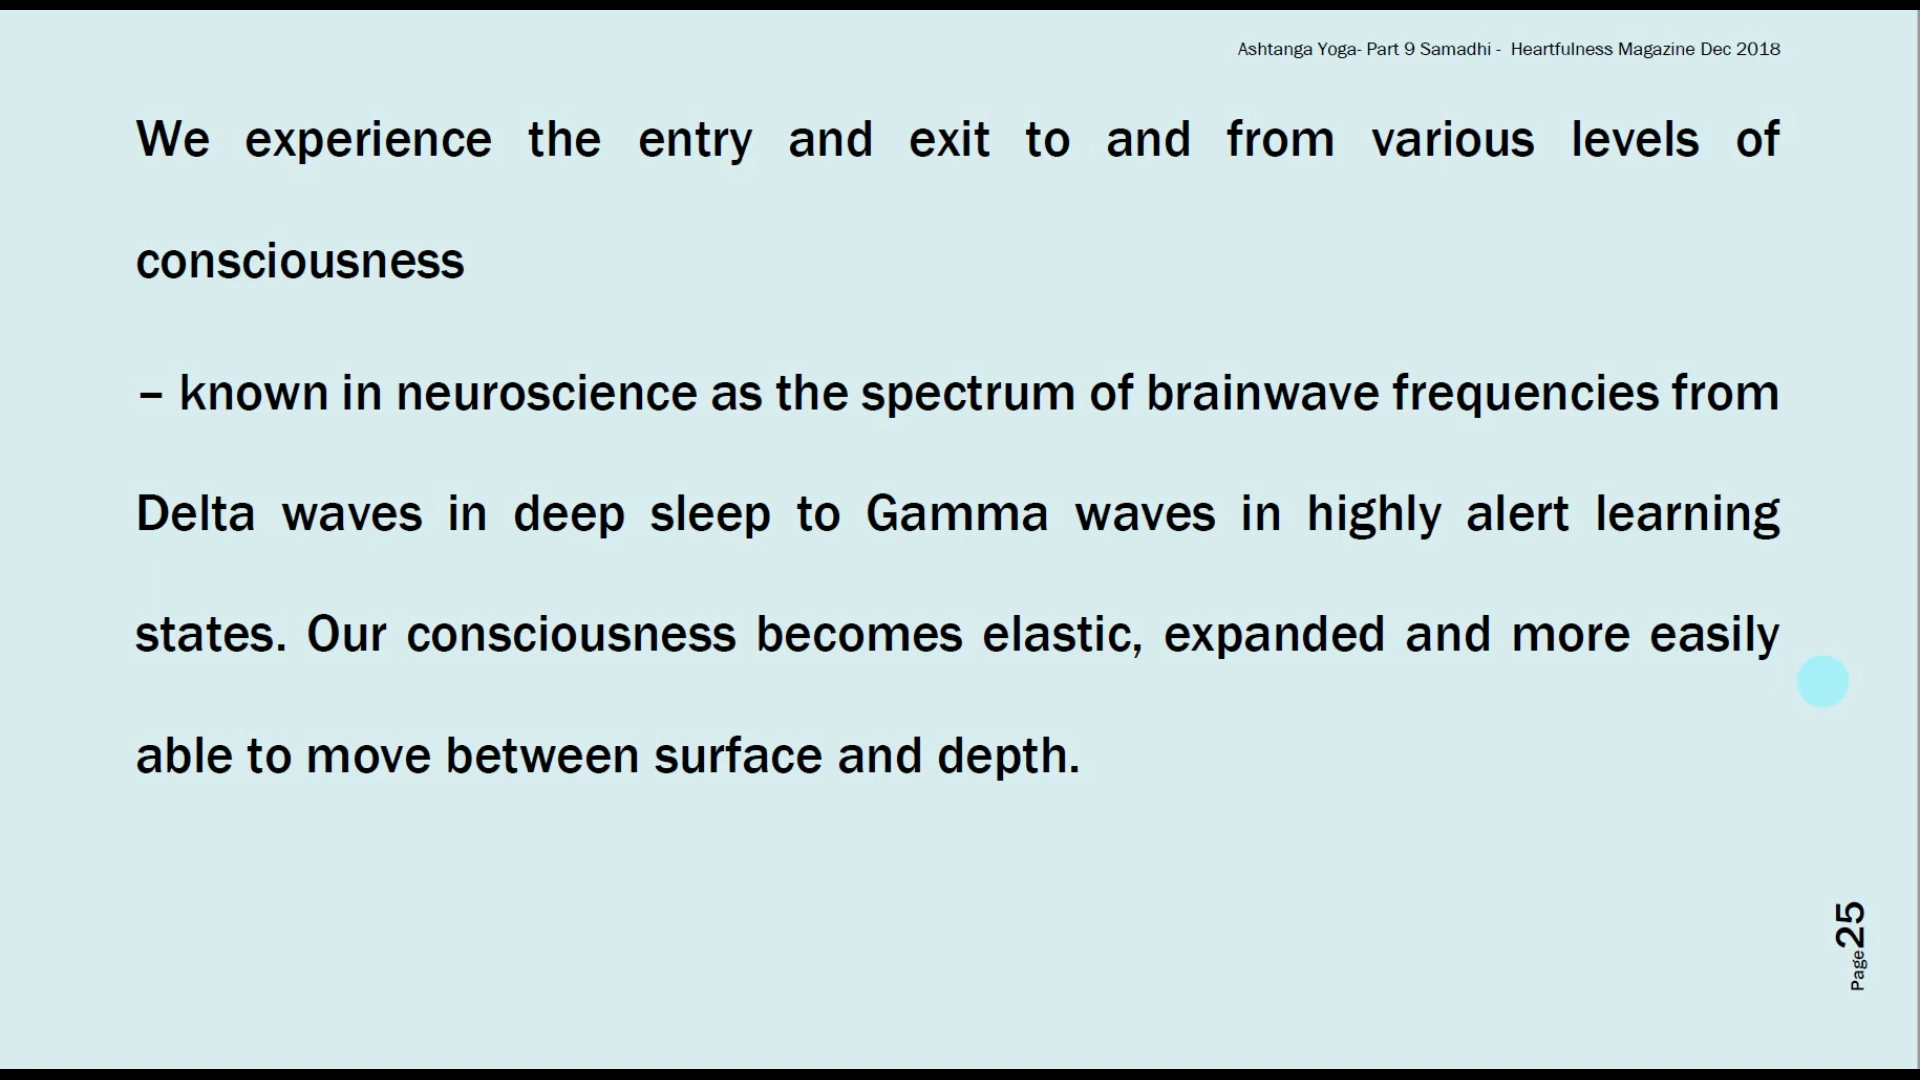 Ashtanga Yoga- Part 9 Samadhi - Heartfulness Magazine Dec 2018
We experience the entry and exit to and from various levels of
consciousness
– known in neuroscience as the spectrum of brainwave frequencies from
Delta waves in deep sleep to Gamma waves in highly alert learning
states. Our consciousness becomes elastic, expanded and more easily
able to move between surface and depth.
Page25